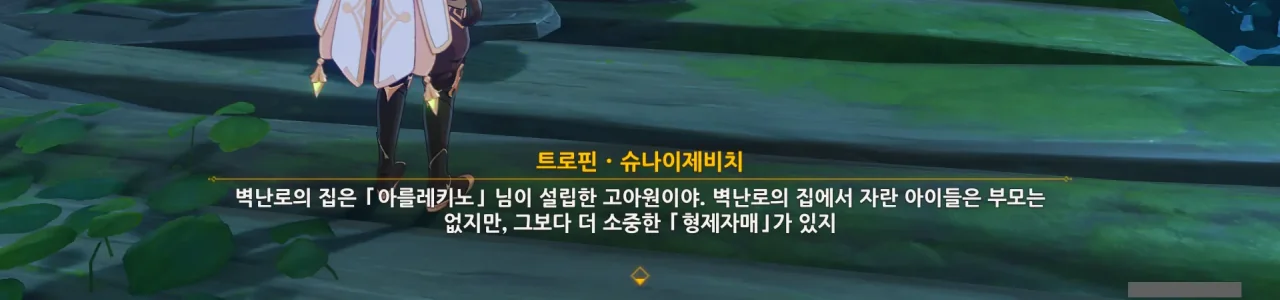 트로핀 · 슈나이제비치
벽난로의 집은 「아를레키노」 님이 설립한 고아원이야. 벽난로의 집에서 자란 아이들은 부모는
없지만, 그보다 더 소중한 「형제자매」가 있지